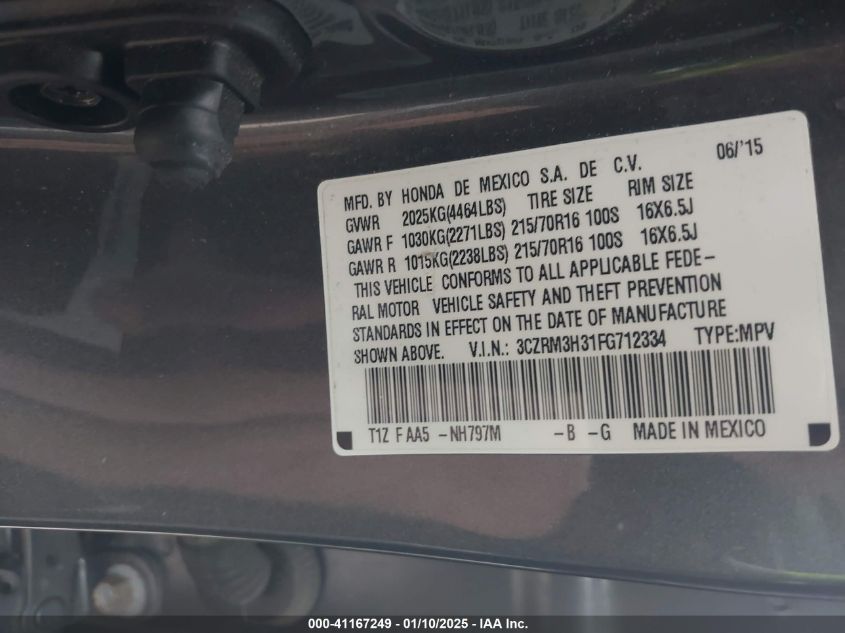 06/'15
MFD. BY HONDA DE MEXICO S.A. DE C.V.
GVWR 2025KG(4464LBS) TIRE SIZE RIM SIZE
GAWR F 1030KG(2271LBS) 215/70R16 100S 16X6.5J
GAWR R 1015KG(2238LBS) 215/70R16 100S 16X6.5J
THIS VEHICLE CONFORMS TO ALL APPLICABLE FEDE-
RAL MOTOR VEHICLE SAFETY AND THEFT PREVENTION
STANDARDS IN EFFECT ON THE DATE OF MANUFACTURE
SHOWN ABOVE. V.I.N.: 3CZRM3H31FG712334 TYPE:MPV
T1Z F AA5 -NH797M -B -G MADE IN MEXICO
000-41167249 - 01/10/2025 - IAA Inc.